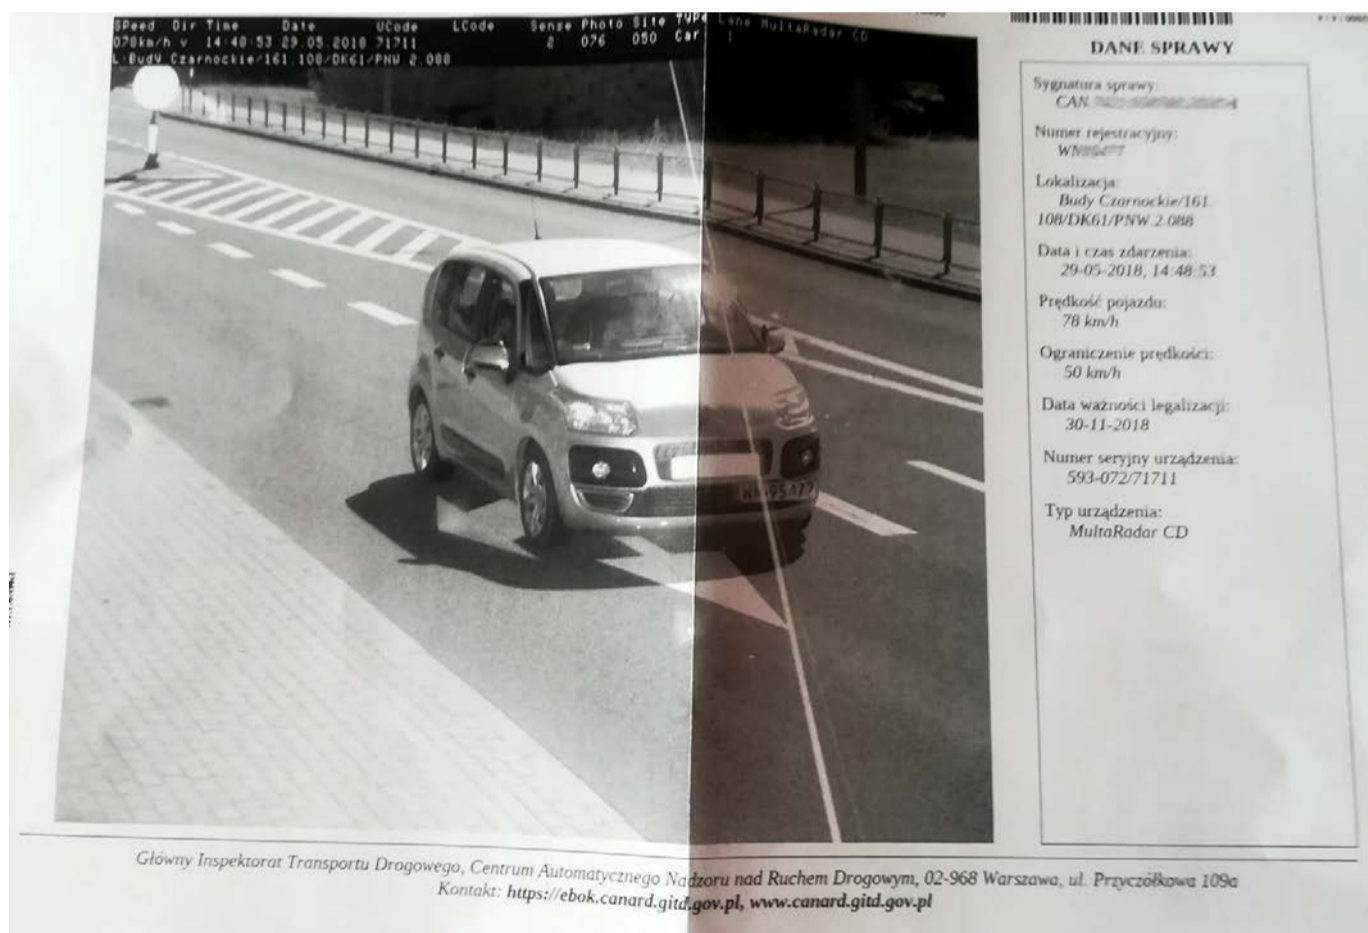 SPeed Dir Time Date UCode LCode Sense Photo Site TYPe Lane MultaRadar CD
078km/h v 14:48:53 29.05.2018 71711 2 076 050 Car 1
L:BudY Czarnockie/161.108/DK61/PNW 2.088
DANE SPRAWY
Sygnatura sprawy:
CAN
Numer rejestracyjny:
Lokalizacja:
Budy Czarnockie/161.
108/DK61/PNW.2.088
Data i czas zdarzenia:
29-05-2018, 14:48:53
Prędkość pojazdu:
78 km/h
Ograniczenie prędkości:
50 km/h
Data ważności legalizacji:
30-11-2018
Numer seryjny urządzenia:
593-072/71711
Typ urządzenia:
MultaRadar CD
Główny Inspektorat Transportu Drogowego, Centrum Automatycznego Nadzoru nad Ruchem Drogowym, 02-968 Warszawa, ul. Przyczółkowa 109a
Kontakt: https://ebok.canard.gitd.gov.pl, www.canard.gitd.gov.pl